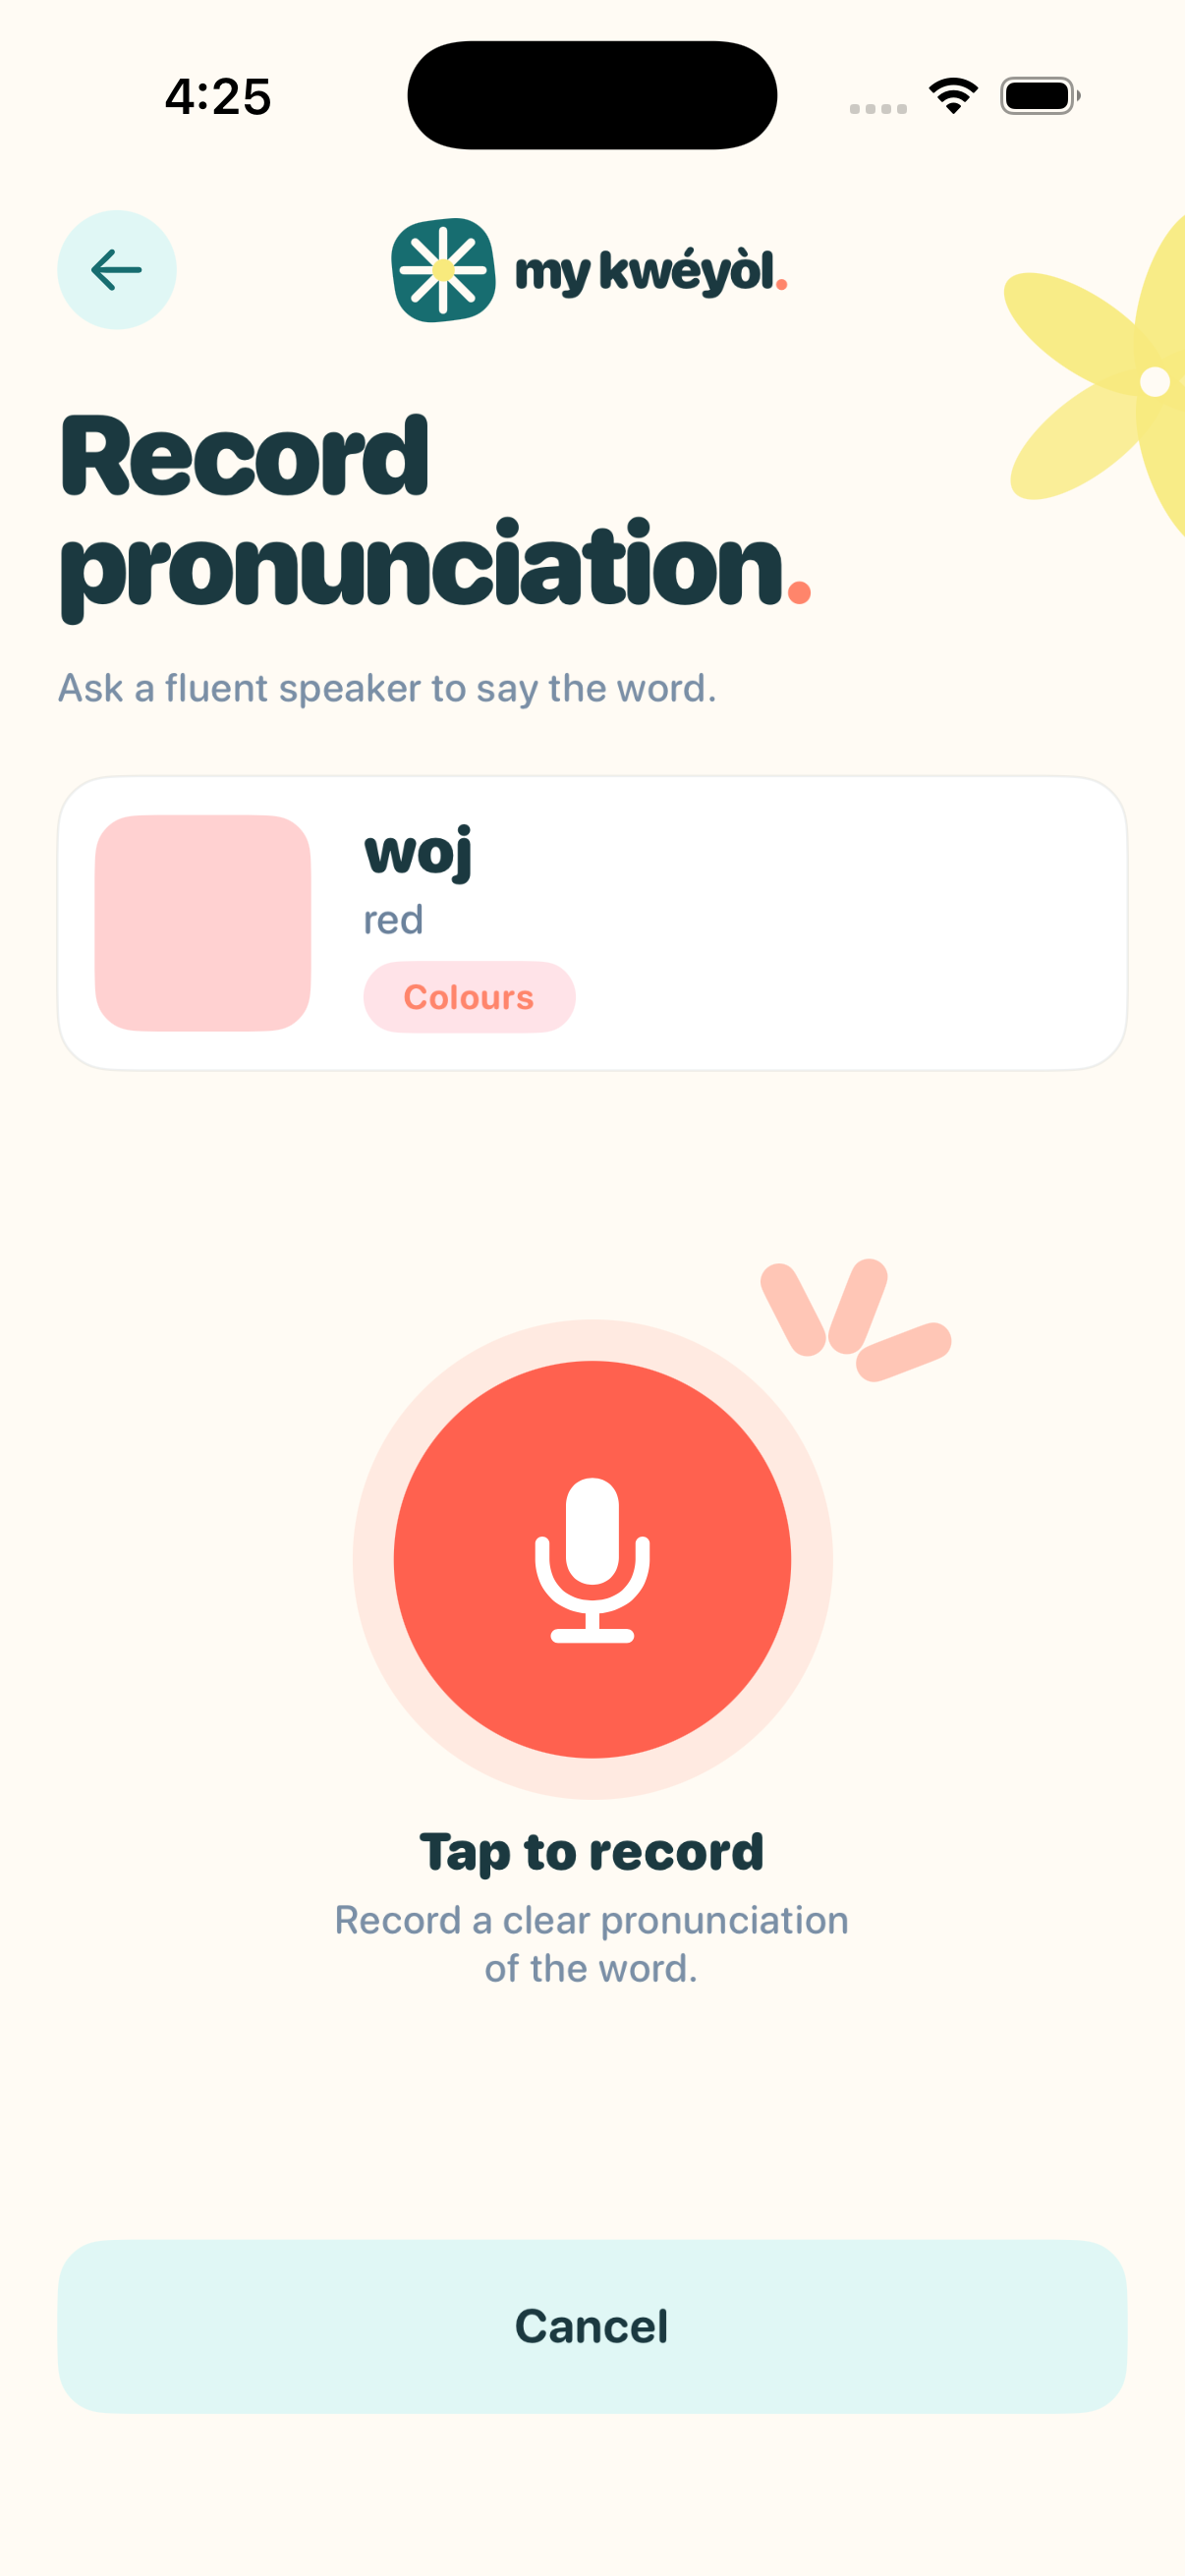 4:25
my kwéyòl.
Record
pronunciation.
Ask a fluent speaker to say the word.
woj
red
Colours
Tap to record
Record a clear pronunciation
of the word.
Cancel